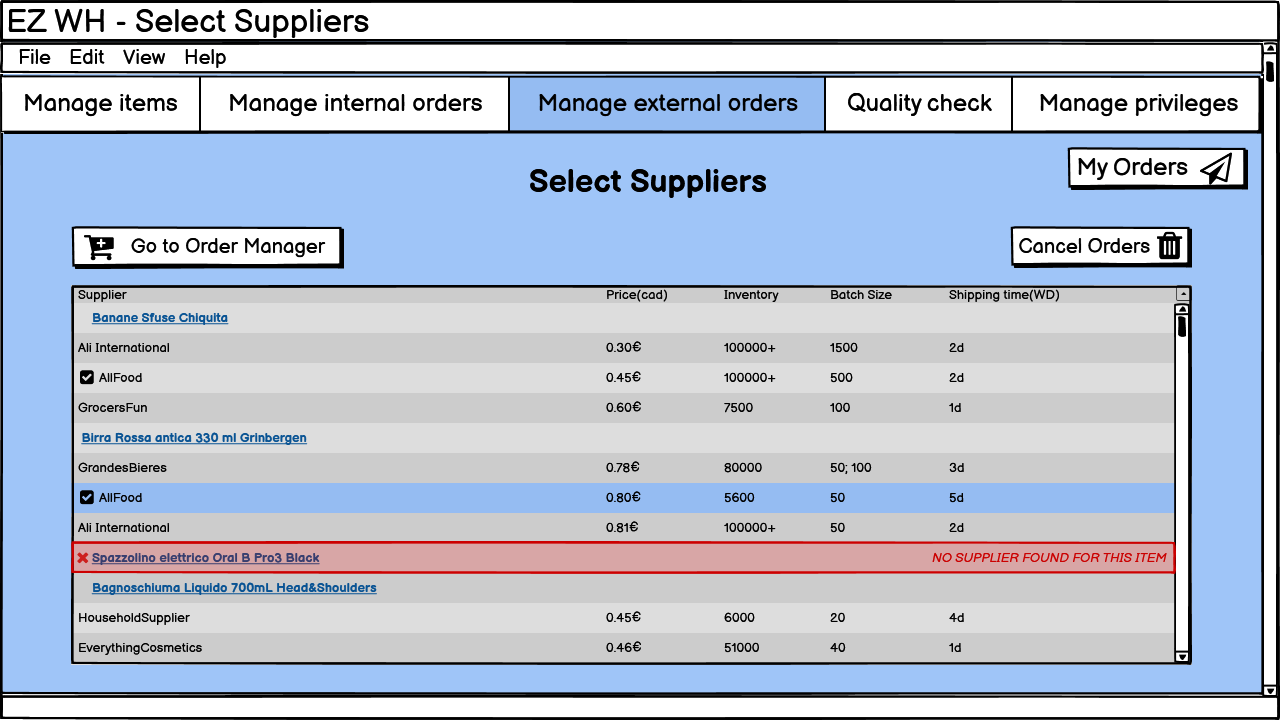 EZ WH - Select Suppliers
File Edit View Help
Manage items Manage internal orders Manage external orders Quality check Manage privileges
My Orders
Select Suppliers
Go to Order Manager Cancel Orders
Supplier Price(cad) Inventory Batch Size Shipping time(WD)
Banane Sfuse Chiquita
Ali International 0.30€ 100000+ 1500 2d
AllFood 0.45€ 100000+ 500 2d
GrocersFun 0.60€ 7500 100 1d
Birra Rossa antica 330 ml Grinbergen
GrandesBieres 0.78€ 80000 50; 100 3d
AllFood 0.80€ 5600 50 5d
Ali International 0.81€ 100000+ 50 2d
Spazzolino elettrico Oral B Pro3 Black NO SUPPLIER FOUND FOR THIS ITEM
Bagnoschiuma Liquido 700mL Head&Shoulders
HouseholdSupplier 0.45€ 6000 20 4d
EverythingCosmetics 0.46€ 51000 40 1d